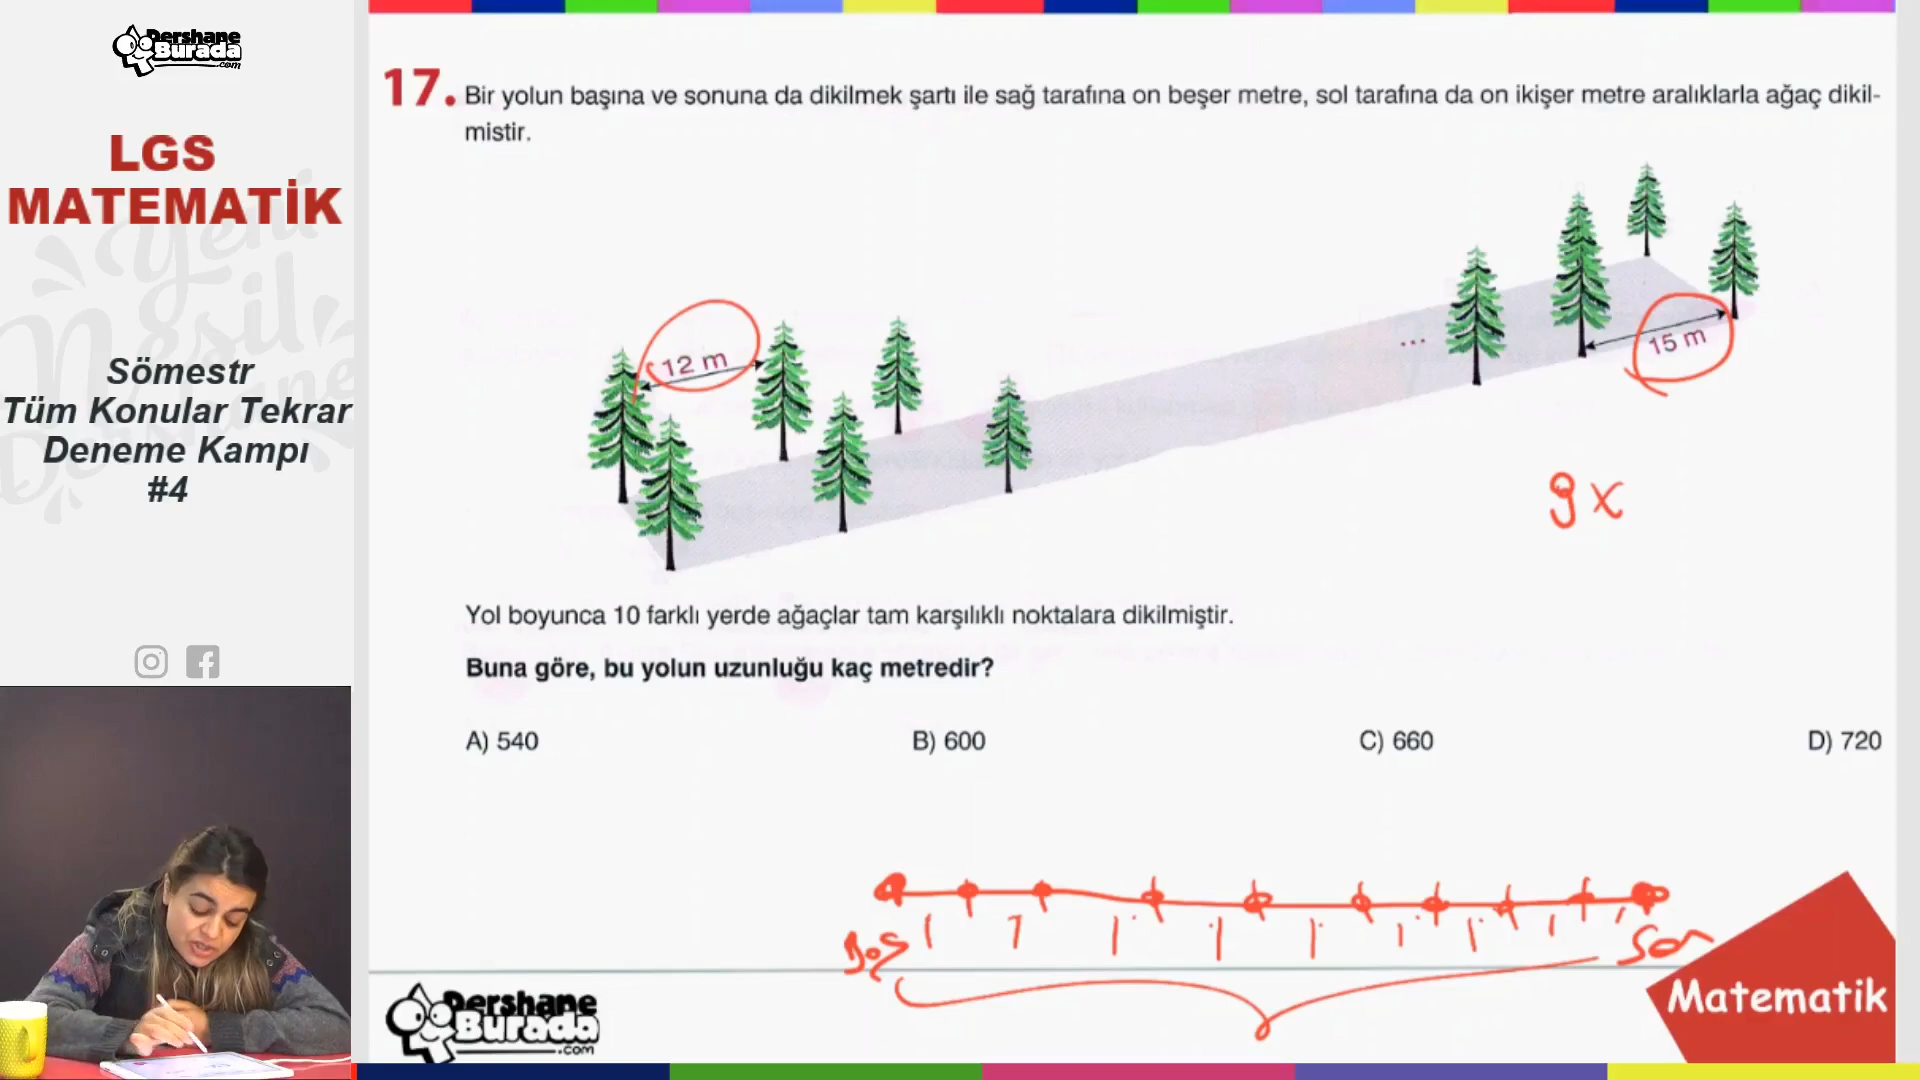 Dershane
Burada
.com
LGS
MATEMATİK
Yeni
Nesil
Dershane
Sömestr
Tüm Konular Tekrar
Deneme Kampı
#4
17. Bir yolun başına ve sonuna da dikilmek şartı ile sağ tarafına on beşer metre, sol tarafına da on ikişer metre aralıklarla ağaç dikil-
mistir.
12 m
...
15 m
9x
Yol boyunca 10 farklı yerde ağaçlar tam karşılıklı noktalara dikilmiştir.
Buna göre, bu yolun uzunluğu kaç metredir?
A) 540
B) 600
C) 660
D) 720
Baş
Son
Dershane
Burada
.com
Matematik